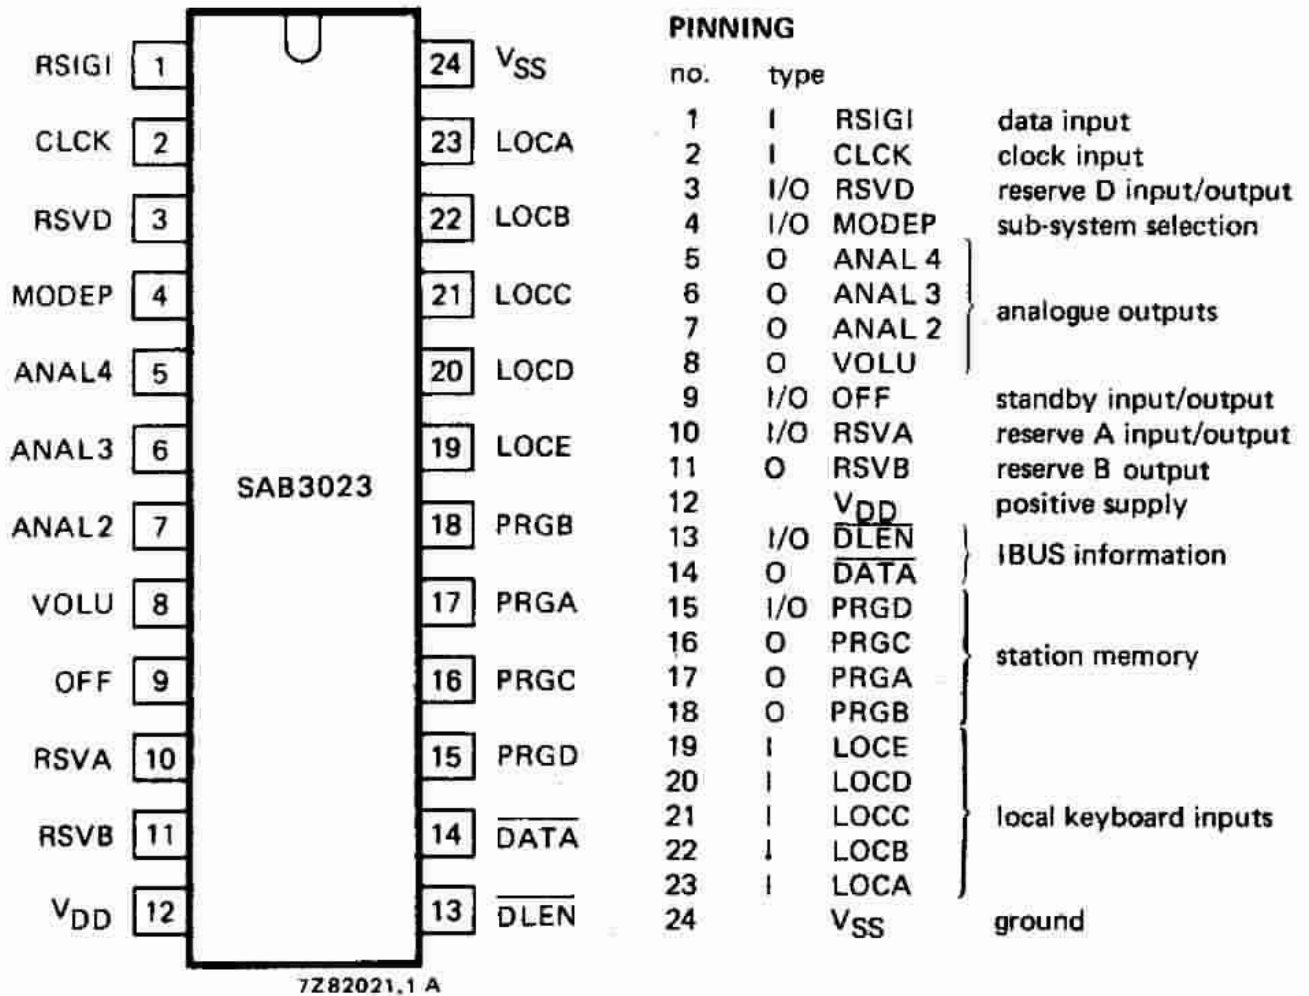 RSIGI 1
CLCK 2
RSVD 3
MODEP 4
ANAL4 5
ANAL3 6
ANAL2 7
VOLU 8
OFF 9
RSVA 10
RSVB 11
VDD 12
SAB3023
24 VSS
23 LOCA
22 LOCB
21 LOCC
20 LOCD
19 LOCE
18 PRGB
17 PRGA
16 PRGC
15 PRGD
14 DATA
13 DLEN
7Z82021.1 A
PINNING
no. type
1 I RSIGI data input
2 I CLCK clock input
3 I/O RSVD reserve D input/output
4 I/O MODEP sub-system selection
5 O ANAL 4
6 O ANAL 3
7 O ANAL 2
8 O VOLU
analogue outputs
9 I/O OFF standby input/output
10 I/O RSVA reserve A input/output
11 O RSVB reserve B output
12 VDD positive supply
13 I/O DLEN
14 O DATA
IBUS information
15 I/O PRGD
16 O PRGC
17 O PRGA
18 O PRGB
station memory
19 I LOCE
20 I LOCD
21 I LOCC
22 I LOCB
23 I LOCA
local keyboard inputs
24 VSS ground